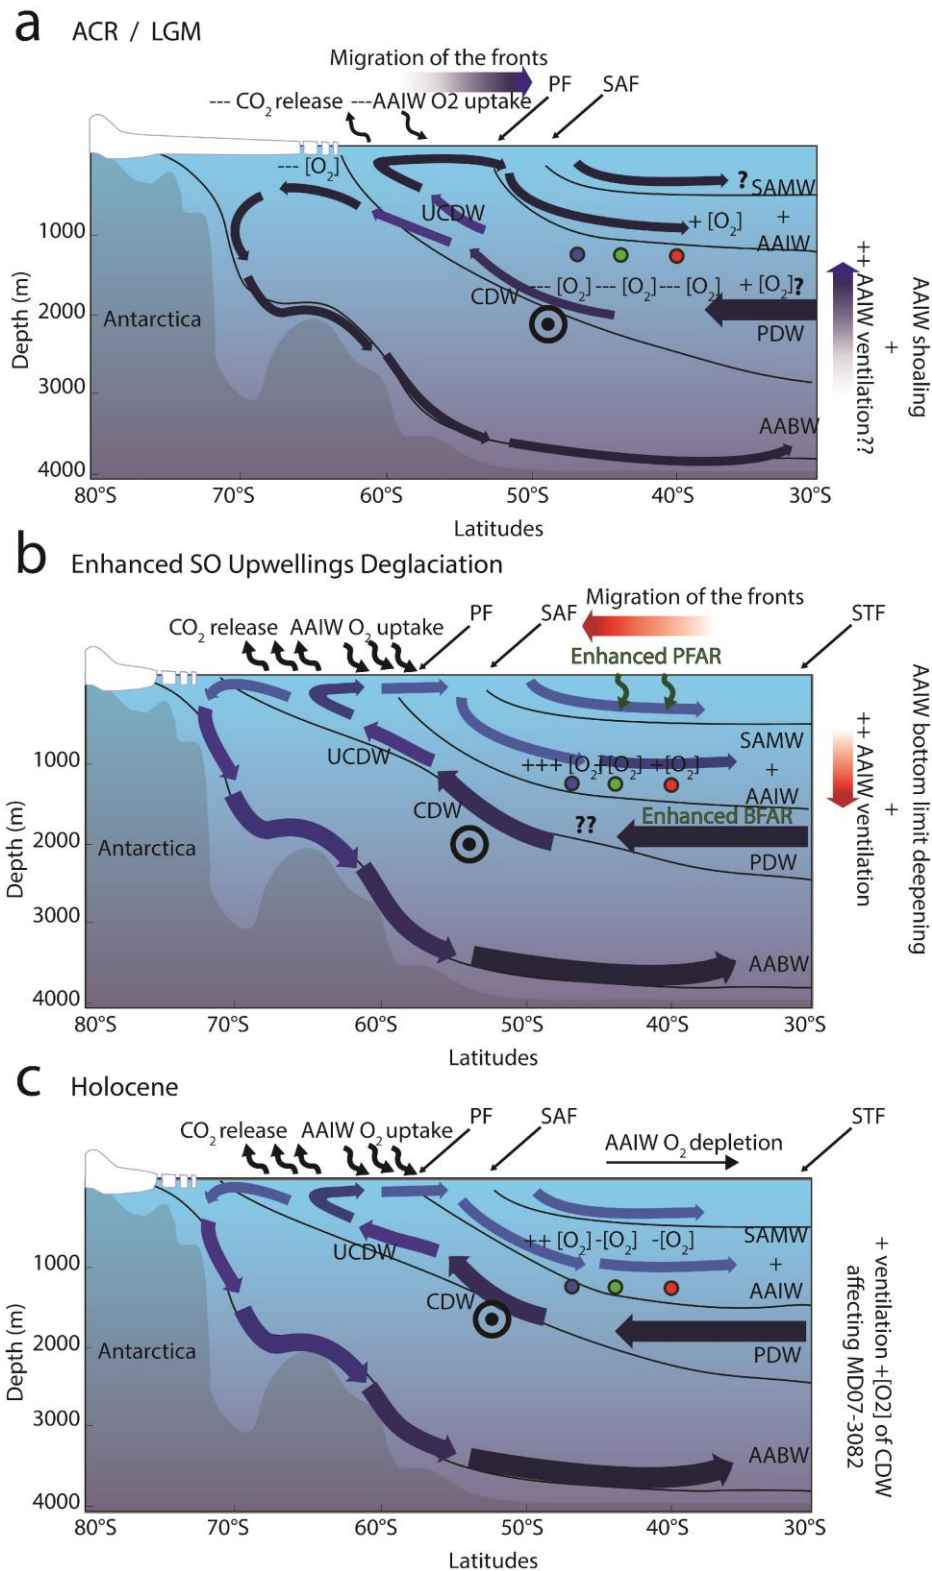 a ACR / LGM
Migration of the fronts
--- CO2 release ---AAIW O2 uptake
PF
SAF
--- [O2]
?
SAMW
UCDW
+ [O2]
+
AAIW
CDW
--- [O2] --- [O2] --- [O2] + [O2]?
PDW
Antarctica
AABW
Depth (m)
1000
2000
3000
4000
80°S 70°S 60°S 50°S 40°S 30°S
Latitudes
++ AAIW ventilation??
+
AAIW shoaling
b Enhanced SO Upwellings Deglaciation
Migration of the fronts
CO2 release AAIW O2 uptake
PF
SAF
STF
Enhanced PFAR
SAMW
UCDW
+++ [O2] +[O2] +[O2]
+
AAIW
CDW
??
Enhanced BFAR
PDW
Antarctica
AABW
Depth (m)
1000
2000
3000
4000
80°S 70°S 60°S 50°S 40°S 30°S
Latitudes
++ AAIW ventilation
+
AAIW bottom limit deepening
c Holocene
CO2 release AAIW O2 uptake
PF
SAF
AAIW O2 depletion
STF
SAMW
UCDW
++ [O2] -[O2] -[O2]
+
AAIW
CDW
PDW
Antarctica
AABW
Depth (m)
1000
2000
3000
4000
80°S 70°S 60°S 50°S 40°S 30°S
Latitudes
+ ventilation +[O2] of CDW
affecting MD07-3082